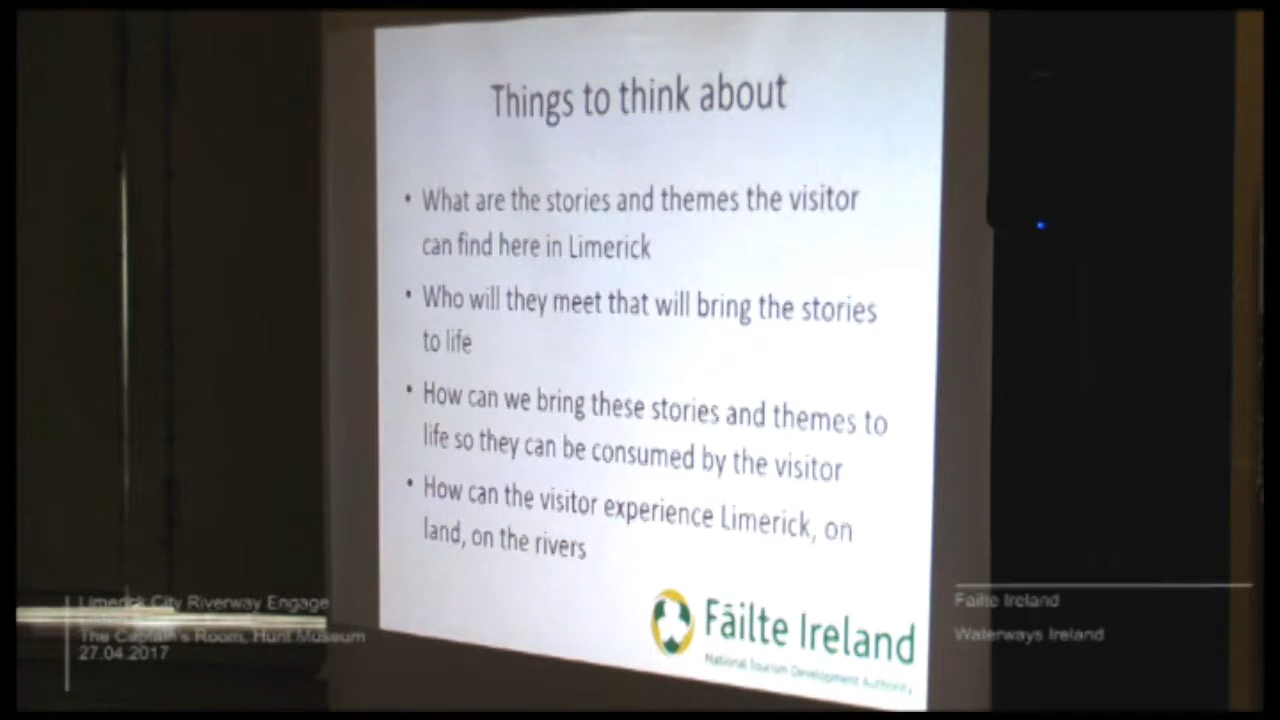 Things to think about
• What are the stories and themes the visitor
can find here in Limerick
• Who will they meet that will bring the stories
to life
• How can we bring these stories and themes to
life so they can be consumed by the visitor
• How can the visitor experience Limerick, on
land, on the rivers
Fáilte Ireland
National Tourism Development Authority
Limerick City Riverway Engage
The Captain's Room, Hunt Museum
27.04.2017
Failte Ireland
Waterways Ireland